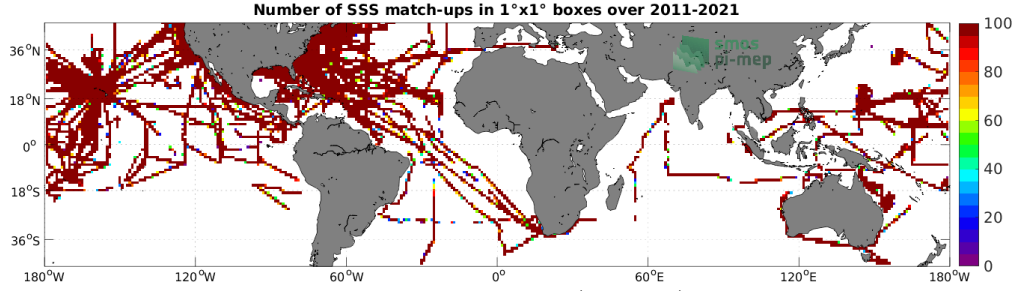 Number of SSS match-ups in 1°x1° boxes over 2011-2021
36°N
18°N
0°
18°S
36°S
180°W 120°W 60°W 0° 60°E 120°E 180°W
100
80
60
40
20
0
smos
pi-mep